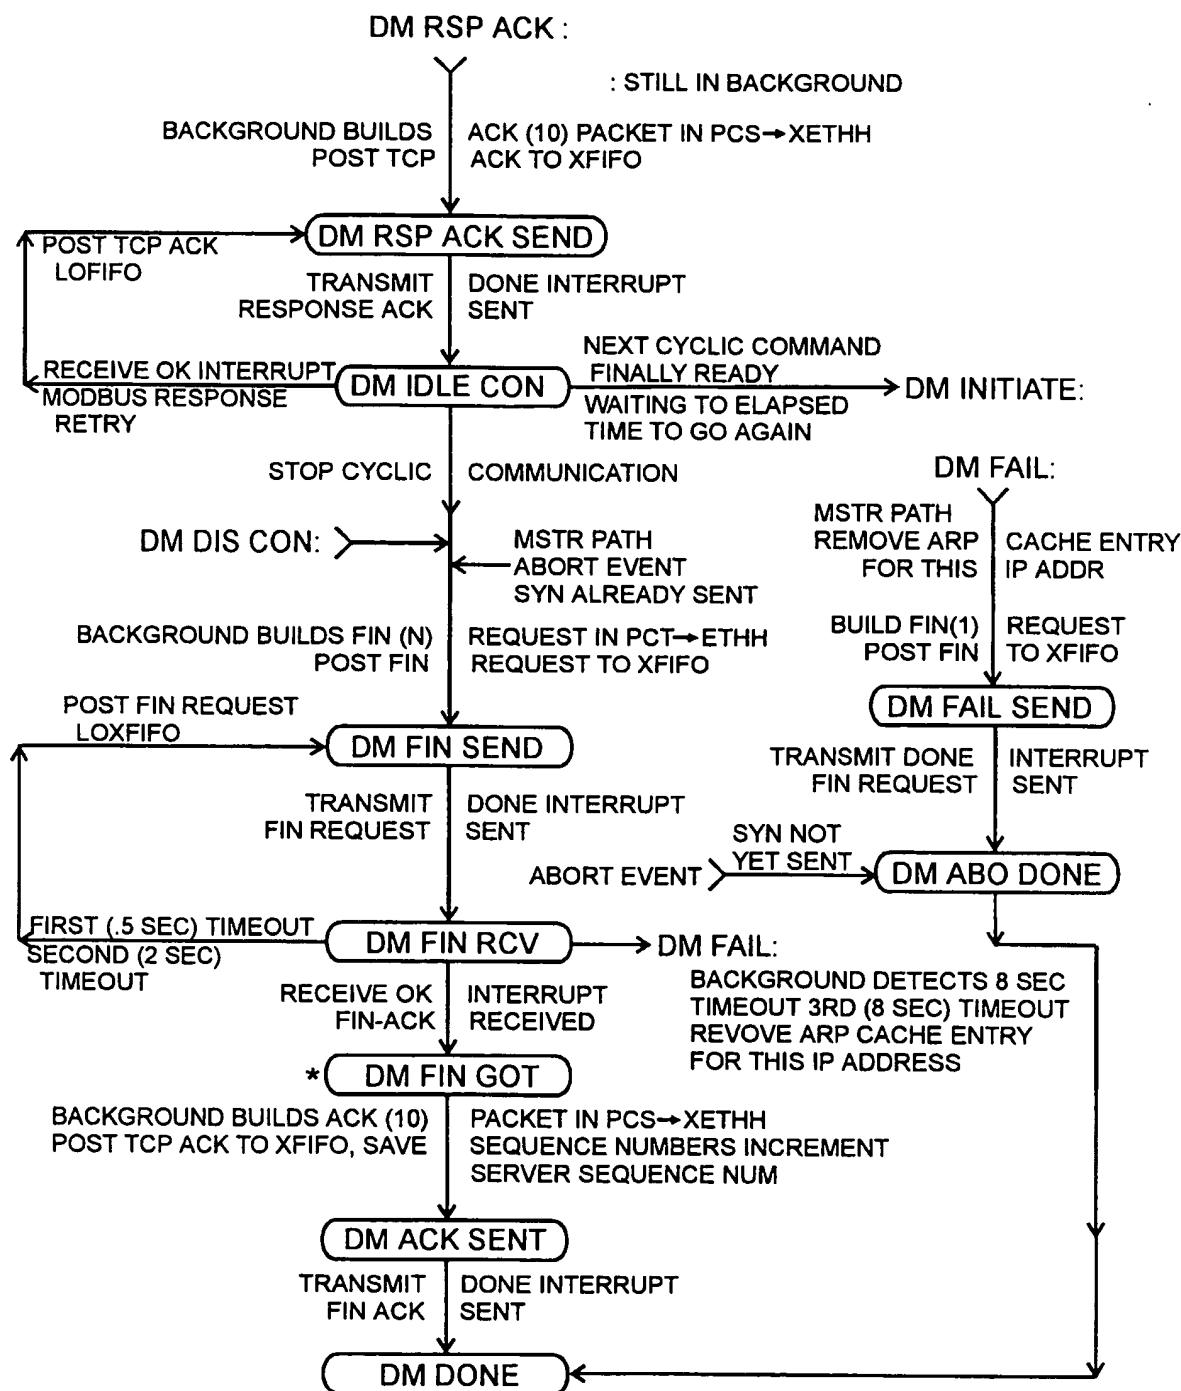 DM RSP ACK :
: STILL IN BACKGROUND
BACKGROUND BUILDS ACK (10) PACKET IN PCS→XETHH
POST TCP ACK TO XFIFO
DM RSP ACK SEND
POST TCP ACK
LOFIFO
TRANSMIT DONE INTERRUPT
RESPONSE ACK SENT
NEXT CYCLIC COMMAND
FINALLY READY
RECEIVE OK INTERRUPT
DM IDLE CON
DM INITIATE:
MODBUS RESPONSE
RETRY
WAITING TO ELAPSED
TIME TO GO AGAIN
STOP CYCLIC COMMUNICATION
DM DIS CON:
MSTR PATH
ABORT EVENT
SYN ALREADY SENT
BACKGROUND BUILDS FIN (N) REQUEST IN PCT→ETHH
POST FIN REQUEST TO XFIFO
POST FIN REQUEST
LOXFIFO
DM FIN SEND
TRANSMIT DONE INTERRUPT
FIN REQUEST SENT
FIRST (.5 SEC) TIMEOUT
SECOND (2 SEC)
TIMEOUT
DM FIN RCV
DM FAIL:
BACKGROUND DETECTS 8 SEC
TIMEOUT 3RD (8 SEC) TIMEOUT
REVOVE ARP CACHE ENTRY
FOR THIS IP ADDRESS
RECEIVE OK INTERRUPT
FIN-ACK RECEIVED
* DM FIN GOT
BACKGROUND BUILDS ACK (10) PACKET IN PCS→XETHH
POST TCP ACK TO XFIFO, SAVE SEQUENCE NUMBERS INCREMENT
SERVER SEQUENCE NUM
DM ACK SENT
TRANSMIT DONE INTERRUPT
FIN ACK SENT
DM DONE
DM FAIL:
MSTR PATH
REMOVE ARP CACHE ENTRY
FOR THIS IP ADDR
BUILD FIN(1) REQUEST
POST FIN TO XFIFO
DM FAIL SEND
TRANSMIT DONE INTERRUPT
FIN REQUEST SENT
SYN NOT
YET SENT
ABORT EVENT
DM ABO DONE